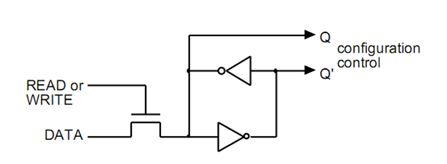 Q
configuration
control
Q'
READ or
WRITE
DATA